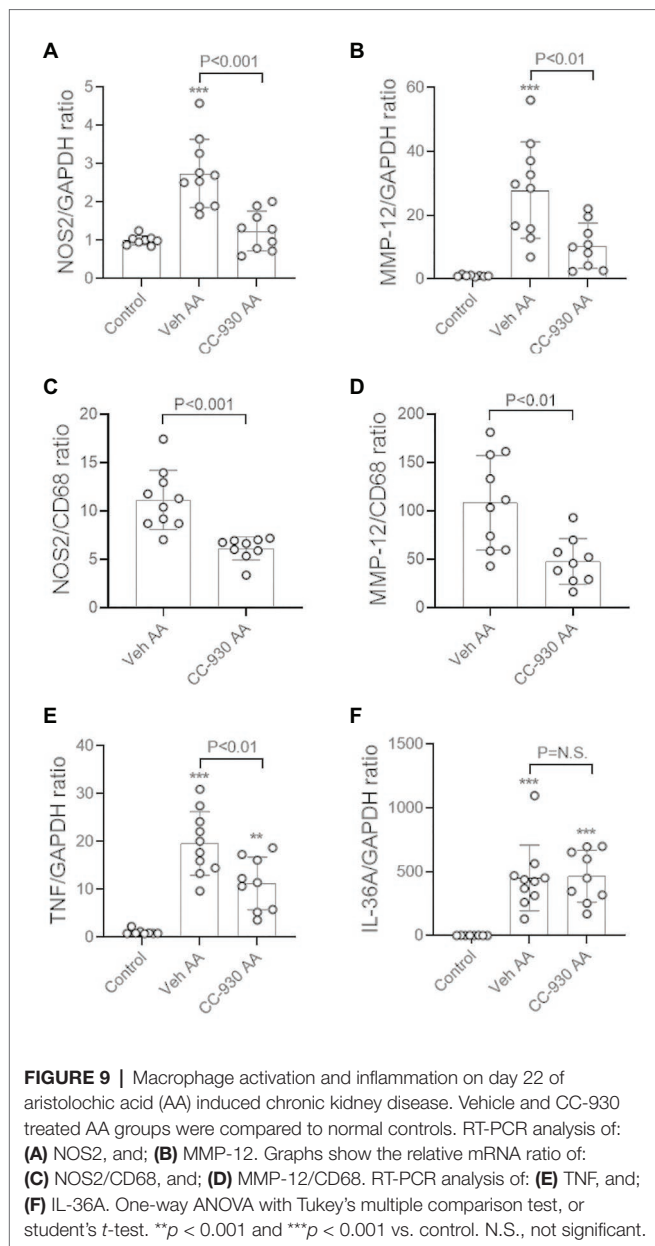 A
P<0.001
***
NOS2/GAPDH ratio
5
4
3
2
1
0
Control
Veh AA
CC-930 AA
B
P<0.01
***
MMP-12/GAPDH ratio
60
40
20
0
Control
Veh AA
CC-930 AA
C
P<0.001
NOS2/CD68 ratio
20
15
10
5
0
Veh AA
CC-930 AA
D
P<0.01
MMP-12/CD68 ratio
200
150
100
50
0
Veh AA
CC-930 AA
E
P<0.01
***
**
TNF/GAPDH ratio
40
30
20
10
0
Control
Veh AA
CC-930 AA
F
P=N.S.
***
***
IL-36A/GAPDH ratio
1500
1000
500
0
Control
Veh AA
CC-930 AA
FIGURE 9 | Macrophage activation and inflammation on day 22 of
aristolochic acid (AA) induced chronic kidney disease. Vehicle and CC-930
treated AA groups were compared to normal controls. RT-PCR analysis of:
(A) NOS2, and; (B) MMP-12. Graphs show the relative mRNA ratio of:
(C) NOS2/CD68, and; (D) MMP-12/CD68. RT-PCR analysis of: (E) TNF, and;
(F) IL-36A. One-way ANOVA with Tukey's multiple comparison test, or
student's t-test. **p < 0.001 and ***p < 0.001 vs. control. N.S., not significant.